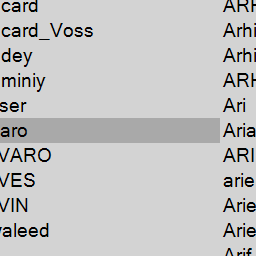 card ARH
card_Voss Arhi
dey Arhi
miniy ARH
ser Ari
aro Aria
VARO ARI
VES arie
VIN Arie
valeed Arie
Arif